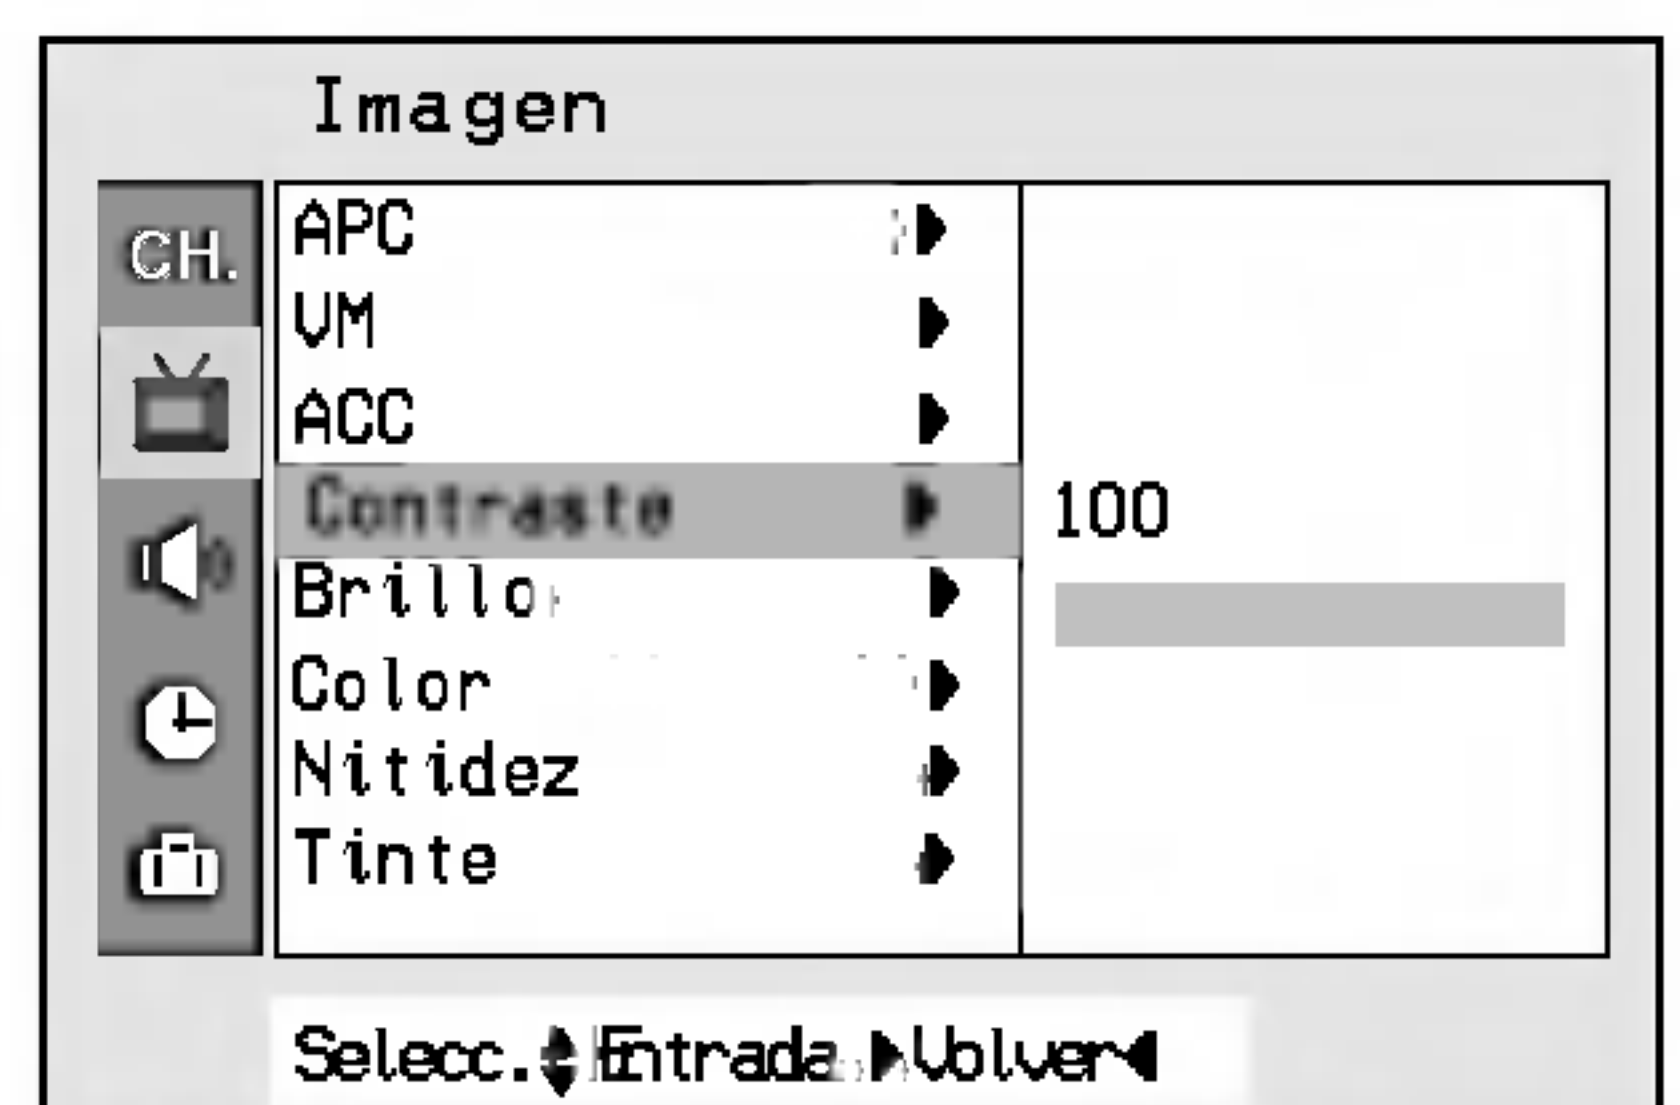 Imagen
CH.
APC
VM
ACC
Contraste 100
Brillo
Color
Nitidez
Tinte
Selecc. Entrada Volver